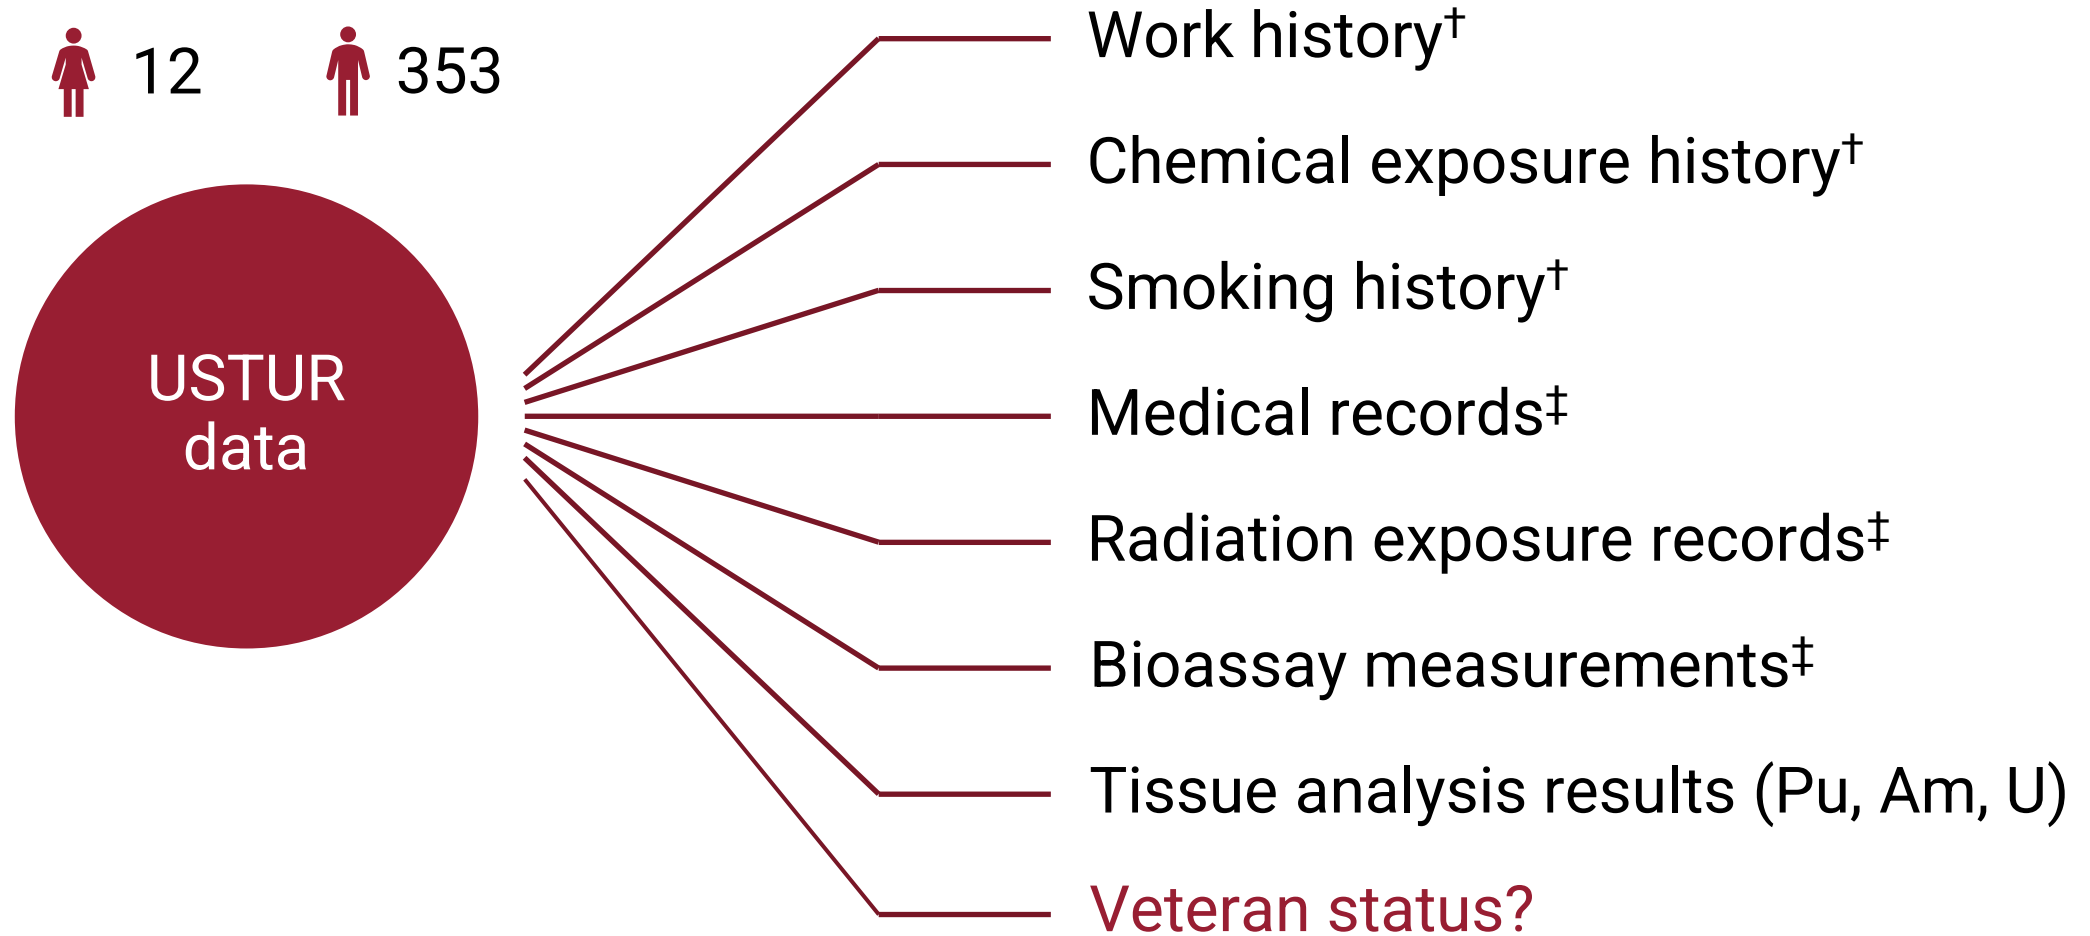 12
353
USTUR
data
Work history†
Chemical exposure history†
Smoking history†
Medical records‡
Radiation exposure records‡
Bioassay measurements‡
Tissue analysis results (Pu, Am, U)
Veteran status?